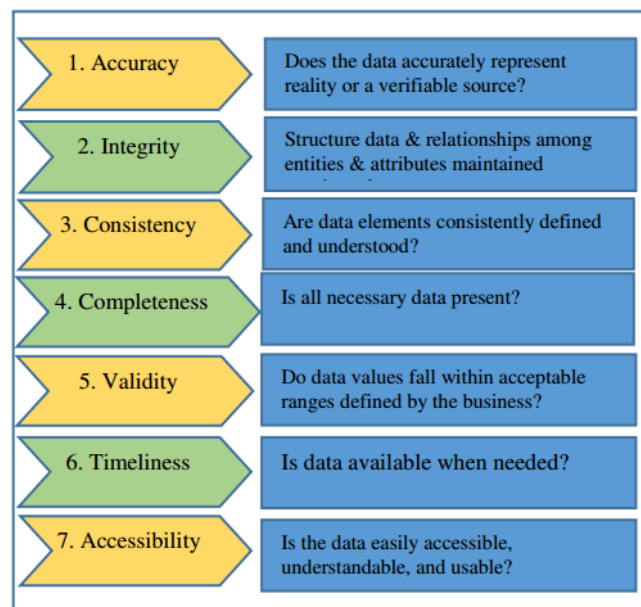 1. Accuracy
Does the data accurately represent
reality or a verifiable source?
2. Integrity
Structure data & relationships among
entities & attributes maintained
3. Consistency
Are data elements consistently defined
and understood?
4. Completeness
Is all necessary data present?
5. Validity
Do data values fall within acceptable
ranges defined by the business?
6. Timeliness
Is data available when needed?
7. Accessibility
Is the data easily accessible,
understandable, and usable?